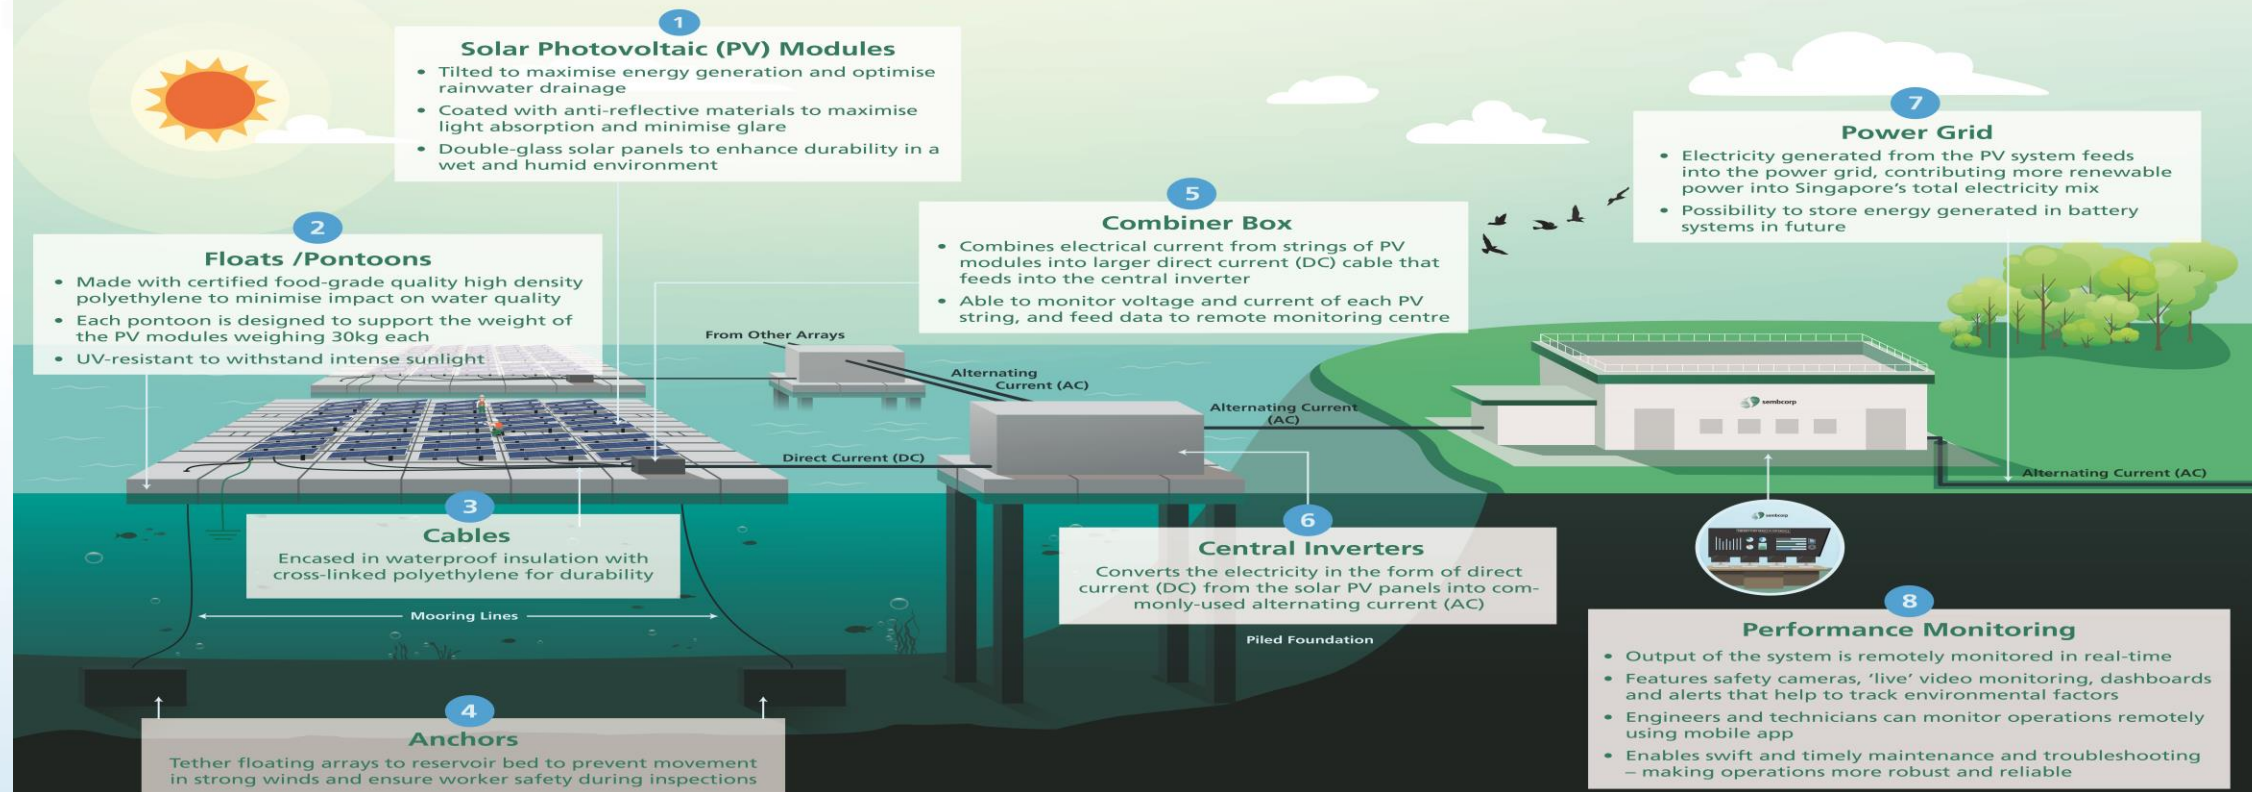 1
Solar Photovoltaic (PV) Modules
• Tilted to maximise energy generation and optimise
rainwater drainage
• Coated with anti-reflective materials to maximise
light absorption and minimise glare
• Double-glass solar panels to enhance durability in a
wet and humid environment
2
Floats /Pontoons
• Made with certified food-grade quality high density
polyethylene to minimise impact on water quality
• Each pontoon is designed to support the weight of
the PV modules weighing 30kg each
• UV-resistant to withstand intense sunlight
5
Combiner Box
• Combines electrical current from strings of PV
modules into larger direct current (DC) cable that
feeds into the central inverter
• Able to monitor voltage and current of each PV
string, and feed data to remote monitoring centre
7
Power Grid
• Electricity generated from the PV system feeds
into the power grid, contributing more renewable
power into Singapore’s total electricity mix
• Possibility to store energy generated in battery
systems in future
From Other Arrays
Alternating
Current (AC)
Alternating Current
(AC)
sembcorp
Direct Current (DC)
Alternating Current (AC)
3
Cables
Encased in waterproof insulation with
cross-linked polyethylene for durability
Mooring Lines
6
Central Inverters
Converts the electricity in the form of direct
current (DC) from the solar PV panels into com-
monly-used alternating current (AC)
Piled Foundation
sembcorp
4
Anchors
Tether floating arrays to reservoir bed to prevent movement
in strong winds and ensure worker safety during inspections
8
Performance Monitoring
• Output of the system is remotely monitored in real-time
• Features safety cameras, ‘live’ video monitoring, dashboards
and alerts that help to track environmental factors
• Engineers and technicians can monitor operations remotely
using mobile app
• Enables swift and timely maintenance and troubleshooting
– making operations more robust and reliable